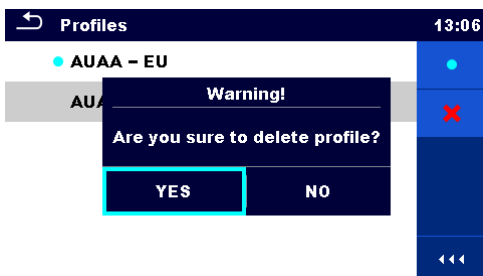 Profiles 13:06
AUAA – EU
AUA
Warning!
Are you sure to delete profile?
YES NO